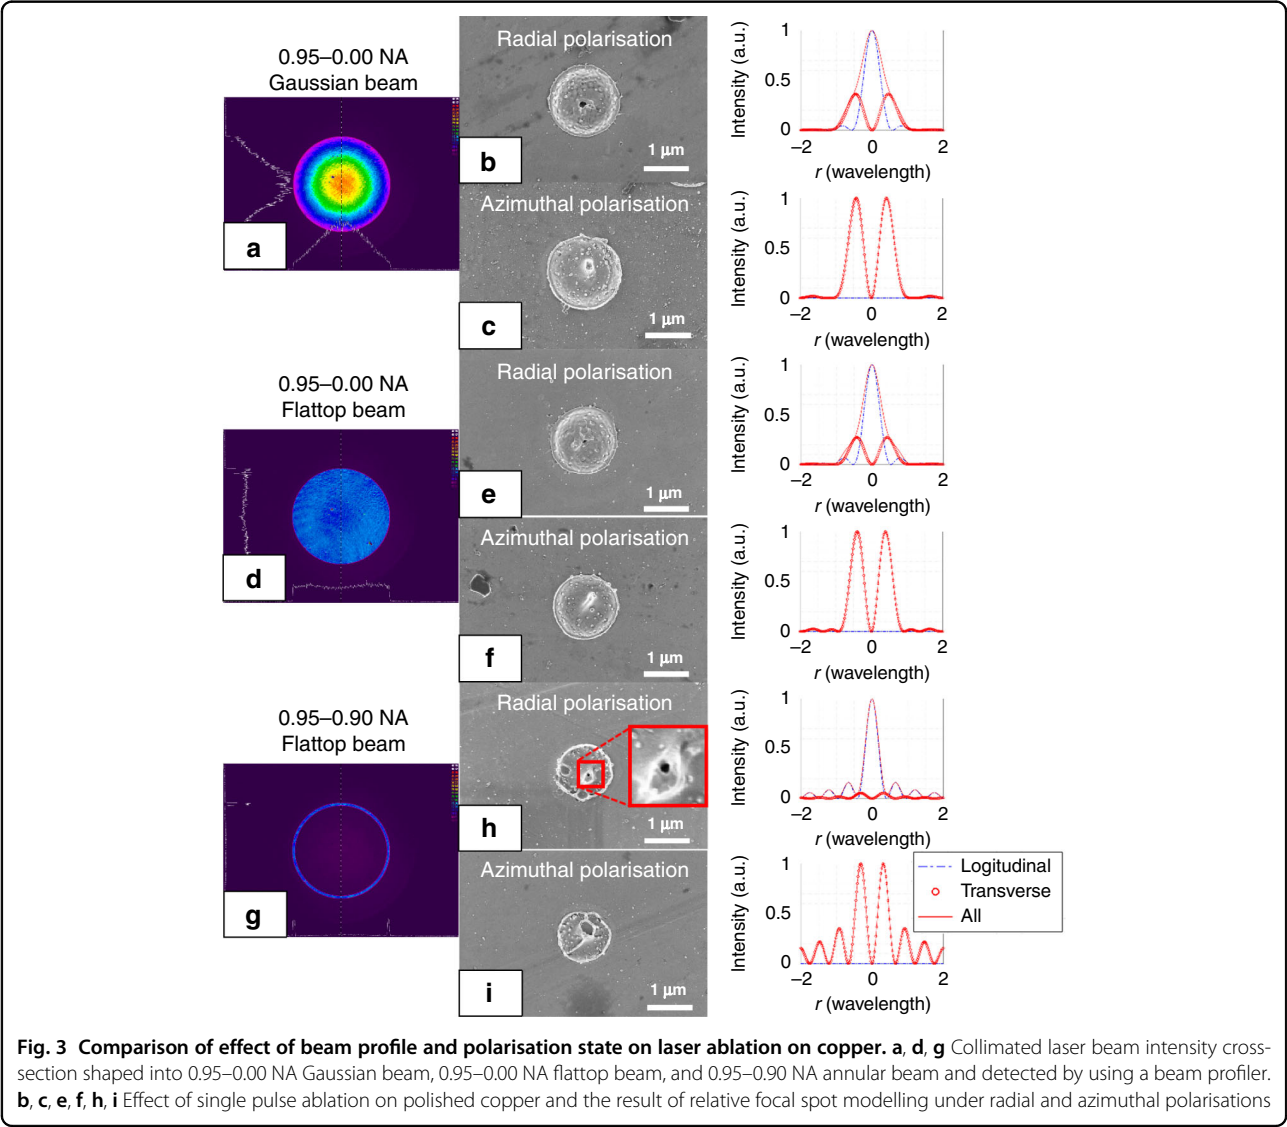 0.95–0.00 NA
Gaussian beam
a
Radial polarisation
1 μm
b
Intensity (a.u.)
1
0.5
0
–2 0 2
r (wavelength)
Azimuthal polarisation
1 μm
c
Intensity (a.u.)
1
0.5
0
–2 0 2
r (wavelength)
0.95–0.00 NA
Flattop beam
d
Radial polarisation
1 μm
e
Intensity (a.u.)
1
0.5
0
–2 0 2
r (wavelength)
Azimuthal polarisation
1 μm
f
Intensity (a.u.)
1
0.5
0
–2 0 2
r (wavelength)
0.95–0.90 NA
Flattop beam
g
Radial polarisation
1 μm
h
Intensity (a.u.)
1
0.5
0
–2 0 2
r (wavelength)
Azimuthal polarisation
1 μm
i
Intensity (a.u.)
1
0.5
0
–2 0 2
r (wavelength)
Logitudinal
Transverse
All
Fig. 3 Comparison of effect of beam profile and polarisation state on laser ablation on copper. a, d, g Collimated laser beam intensity cross-
section shaped into 0.95–0.00 NA Gaussian beam, 0.95–0.00 NA flattop beam, and 0.95–0.90 NA annular beam and detected by using a beam profiler.
b, c, e, f, h, i Effect of single pulse ablation on polished copper and the result of relative focal spot modelling under radial and azimuthal polarisations